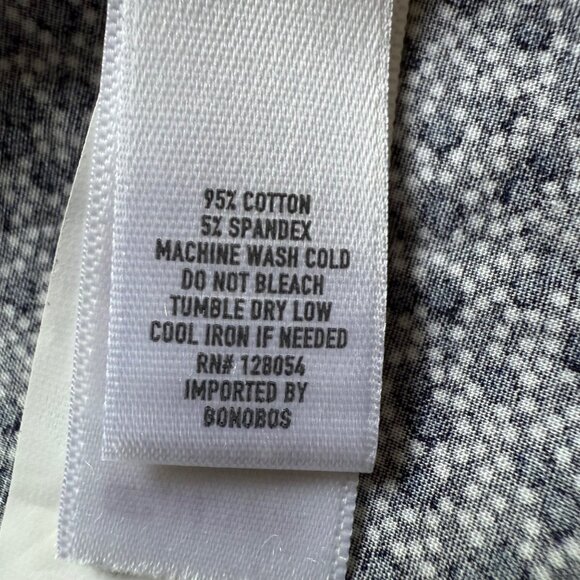 95% COTTON
5% SPANDEX
MACHINE WASH COLD
DO NOT BLEACH
TUMBLE DRY LOW
COOL IRON IF NEEDED
RN# 128054
IMPORTED BY
BONOBOS